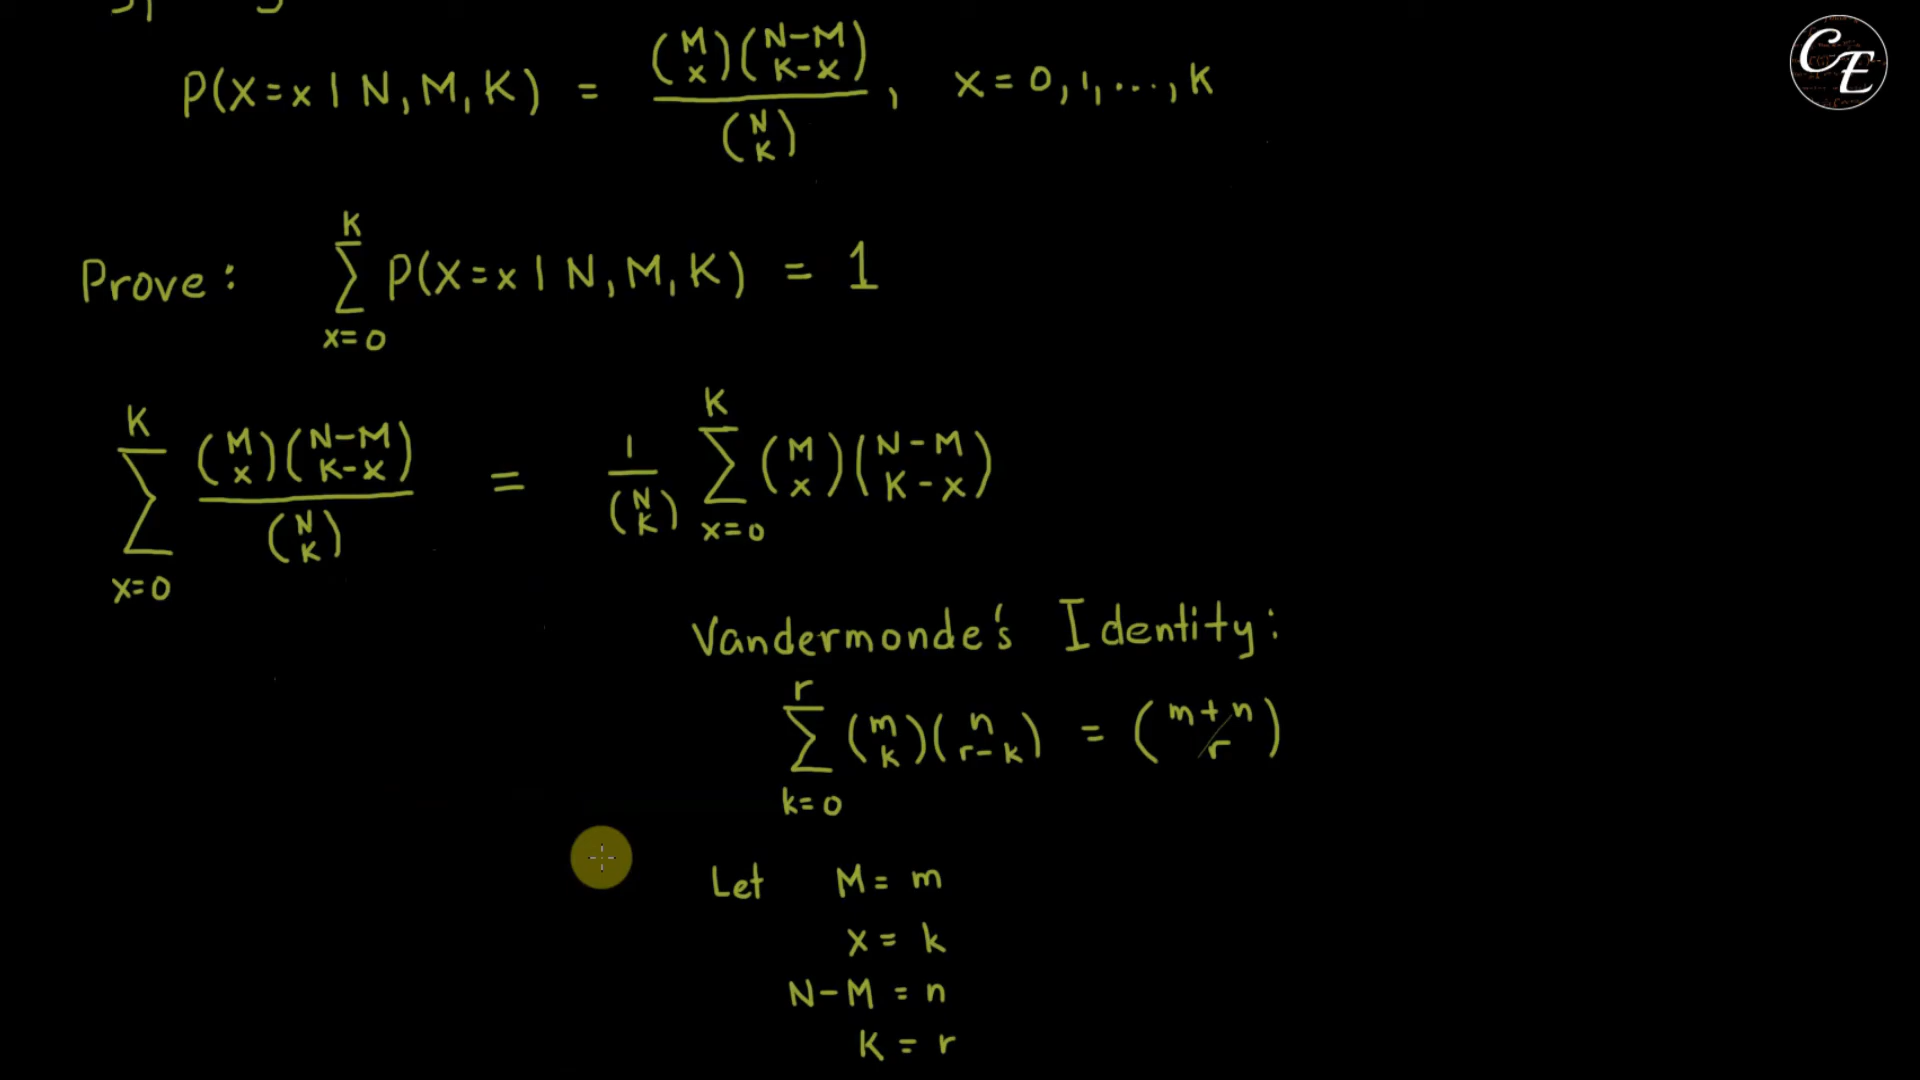 P(X=x | N, M, K) = (M x)(N-M K-x) / (N K), x = 0, 1, ..., K
Prove: ∑_{x=0}^{K} P(X=x | N, M, K) = 1
∑_{x=0}^{K} (M x)(N-M K-x) / (N K) = 1/(N K) ∑_{x=0}^{K} (M x)(N-M K-x)
Vandermonde's Identity:
∑_{k=0}^{r} (m k)(n r-k) = (m+n r)
Let M = m
x = k
N-M = n
K = r
CE